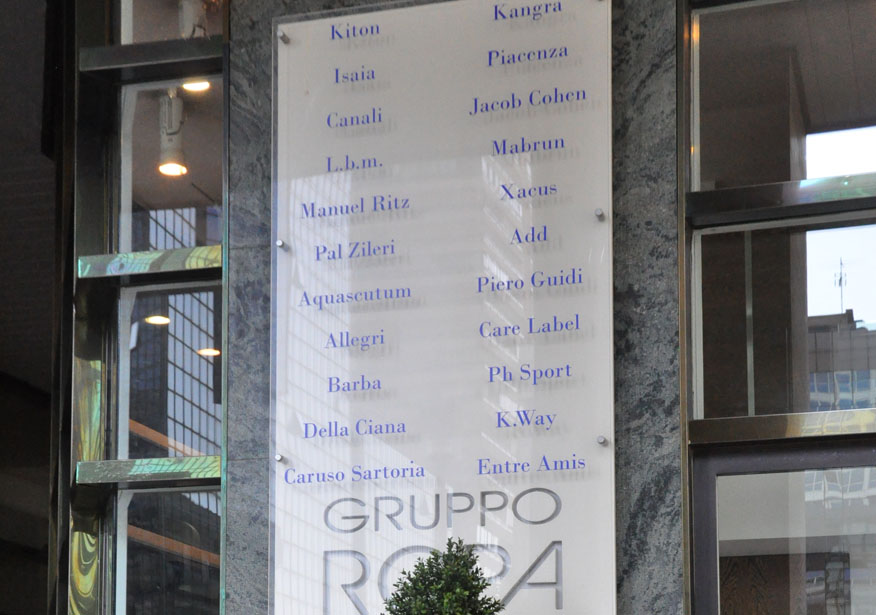 Kiton
Isaia
Canali
L.b.m.
Manuel Ritz
Pal Zileri
Aquascutum
Allegri
Barba
Della Ciana
Caruso Sartoria
Kangra
Piacenza
Jacob Cohen
Mabrun
Xacus
Add
Piero Guidi
Care Label
Ph Sport
K.Way
Entre Amis
GRUPPO